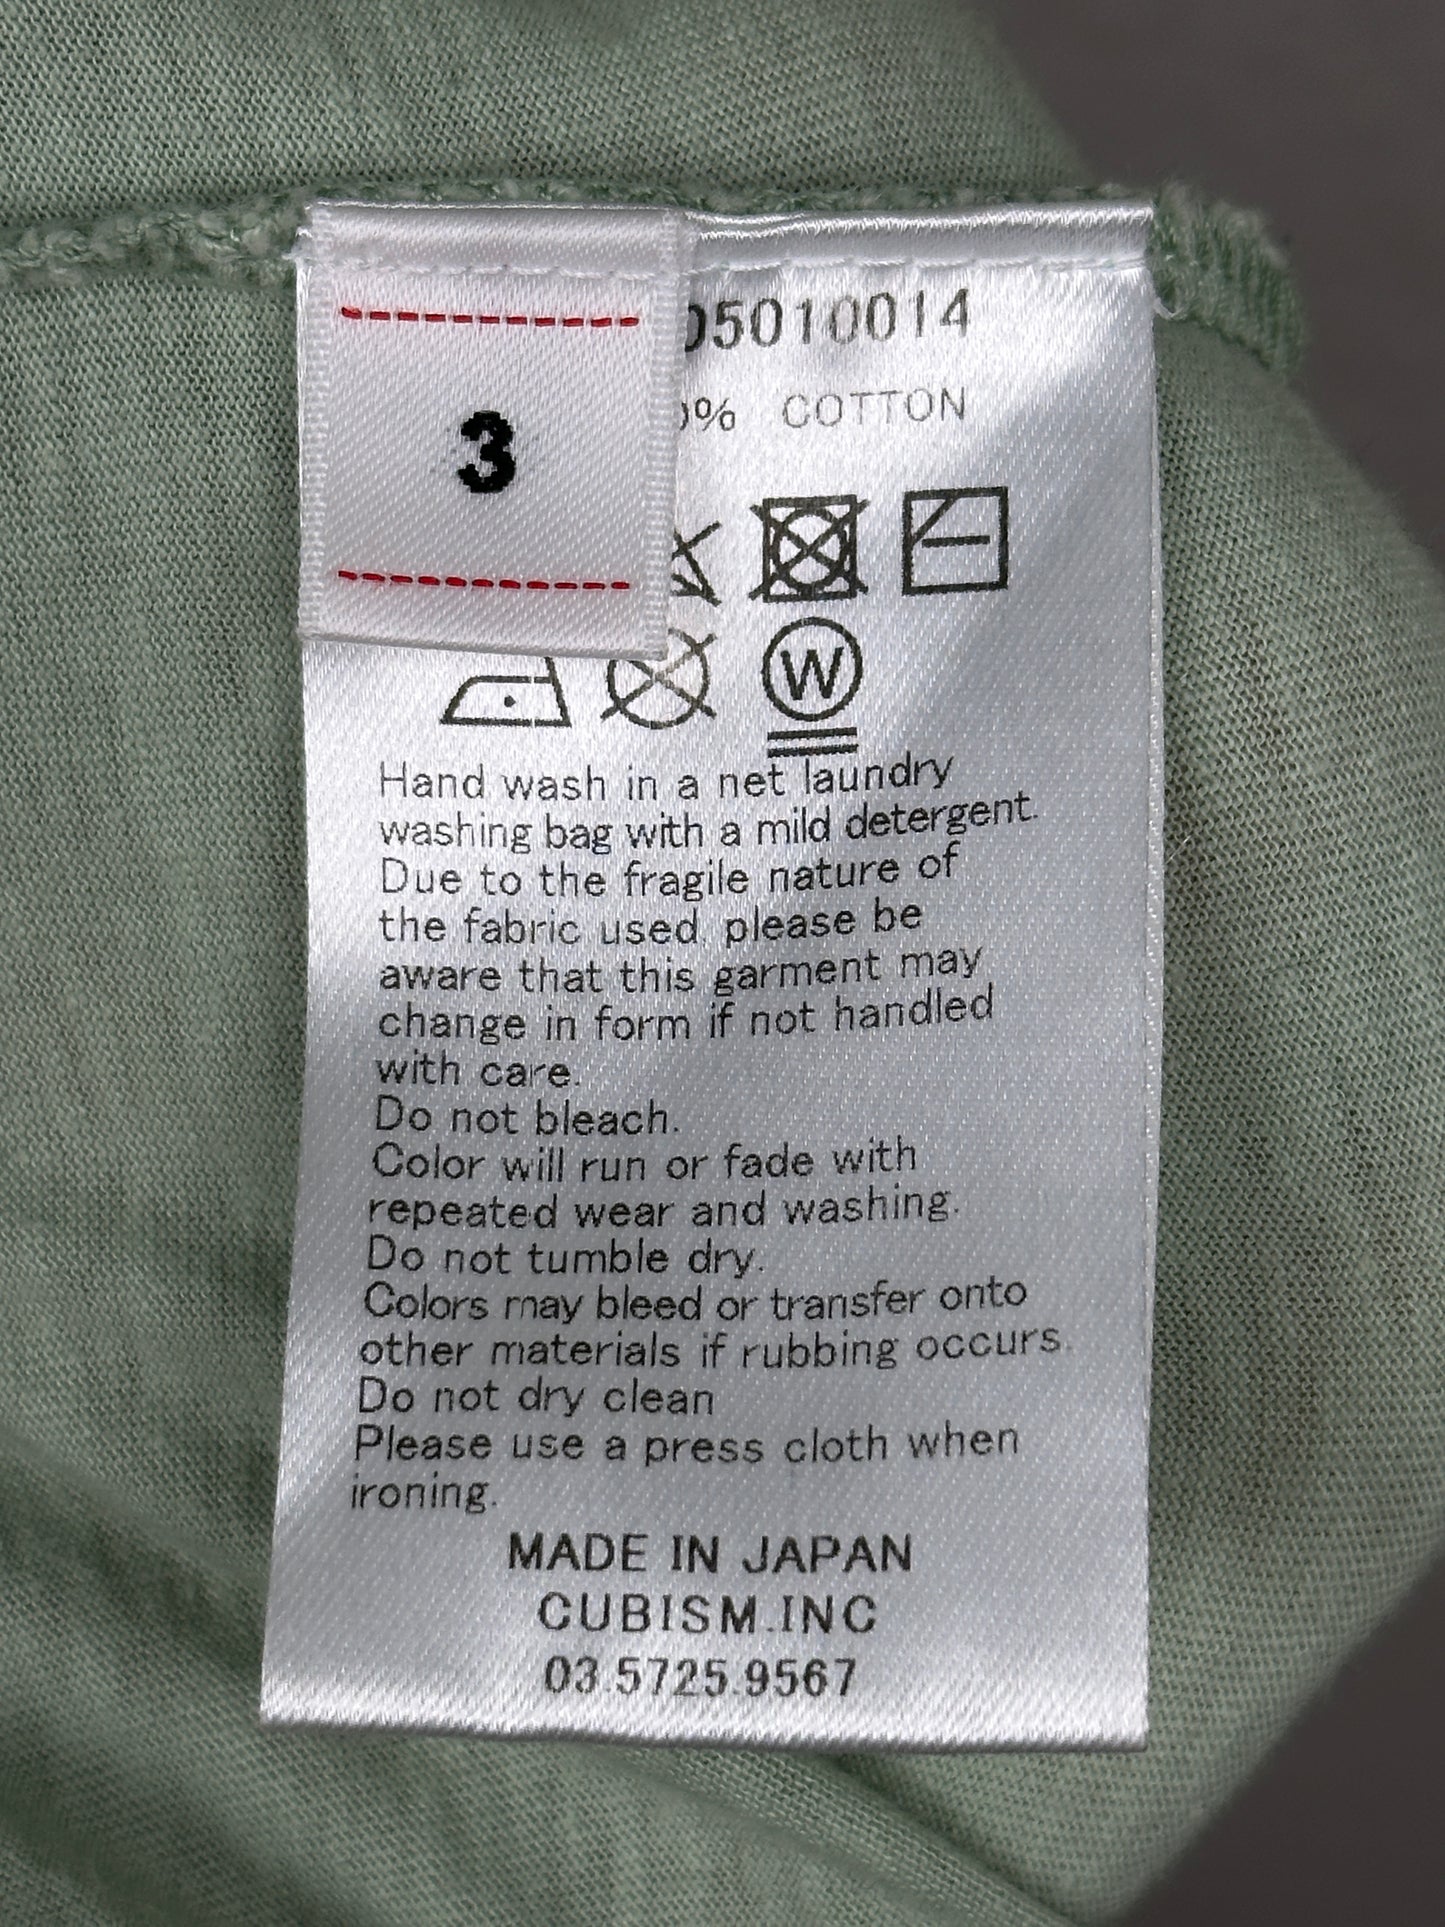 3
05010014
0% COTTON
W
Hand wash in a net laundry
washing bag with a mild detergent.
Due to the fragile nature of
the fabric used, please be
aware that this garment may
change in form if not handled
with care.
Do not bleach.
Color will run or fade with
repeated wear and washing.
Do not tumble dry.
Colors may bleed or transfer onto
other materials if rubbing occurs.
Do not dry clean
Please use a press cloth when
ironing.
MADE IN JAPAN
CUBISM.INC
03.5725.9567